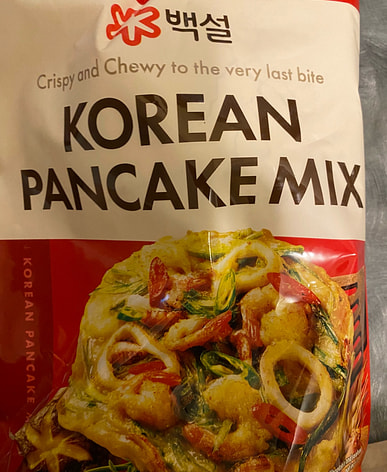 백설
Crispy and Chewy to the very last bite
KOREAN
PANCAKE MIX
KOREAN PANCAKE